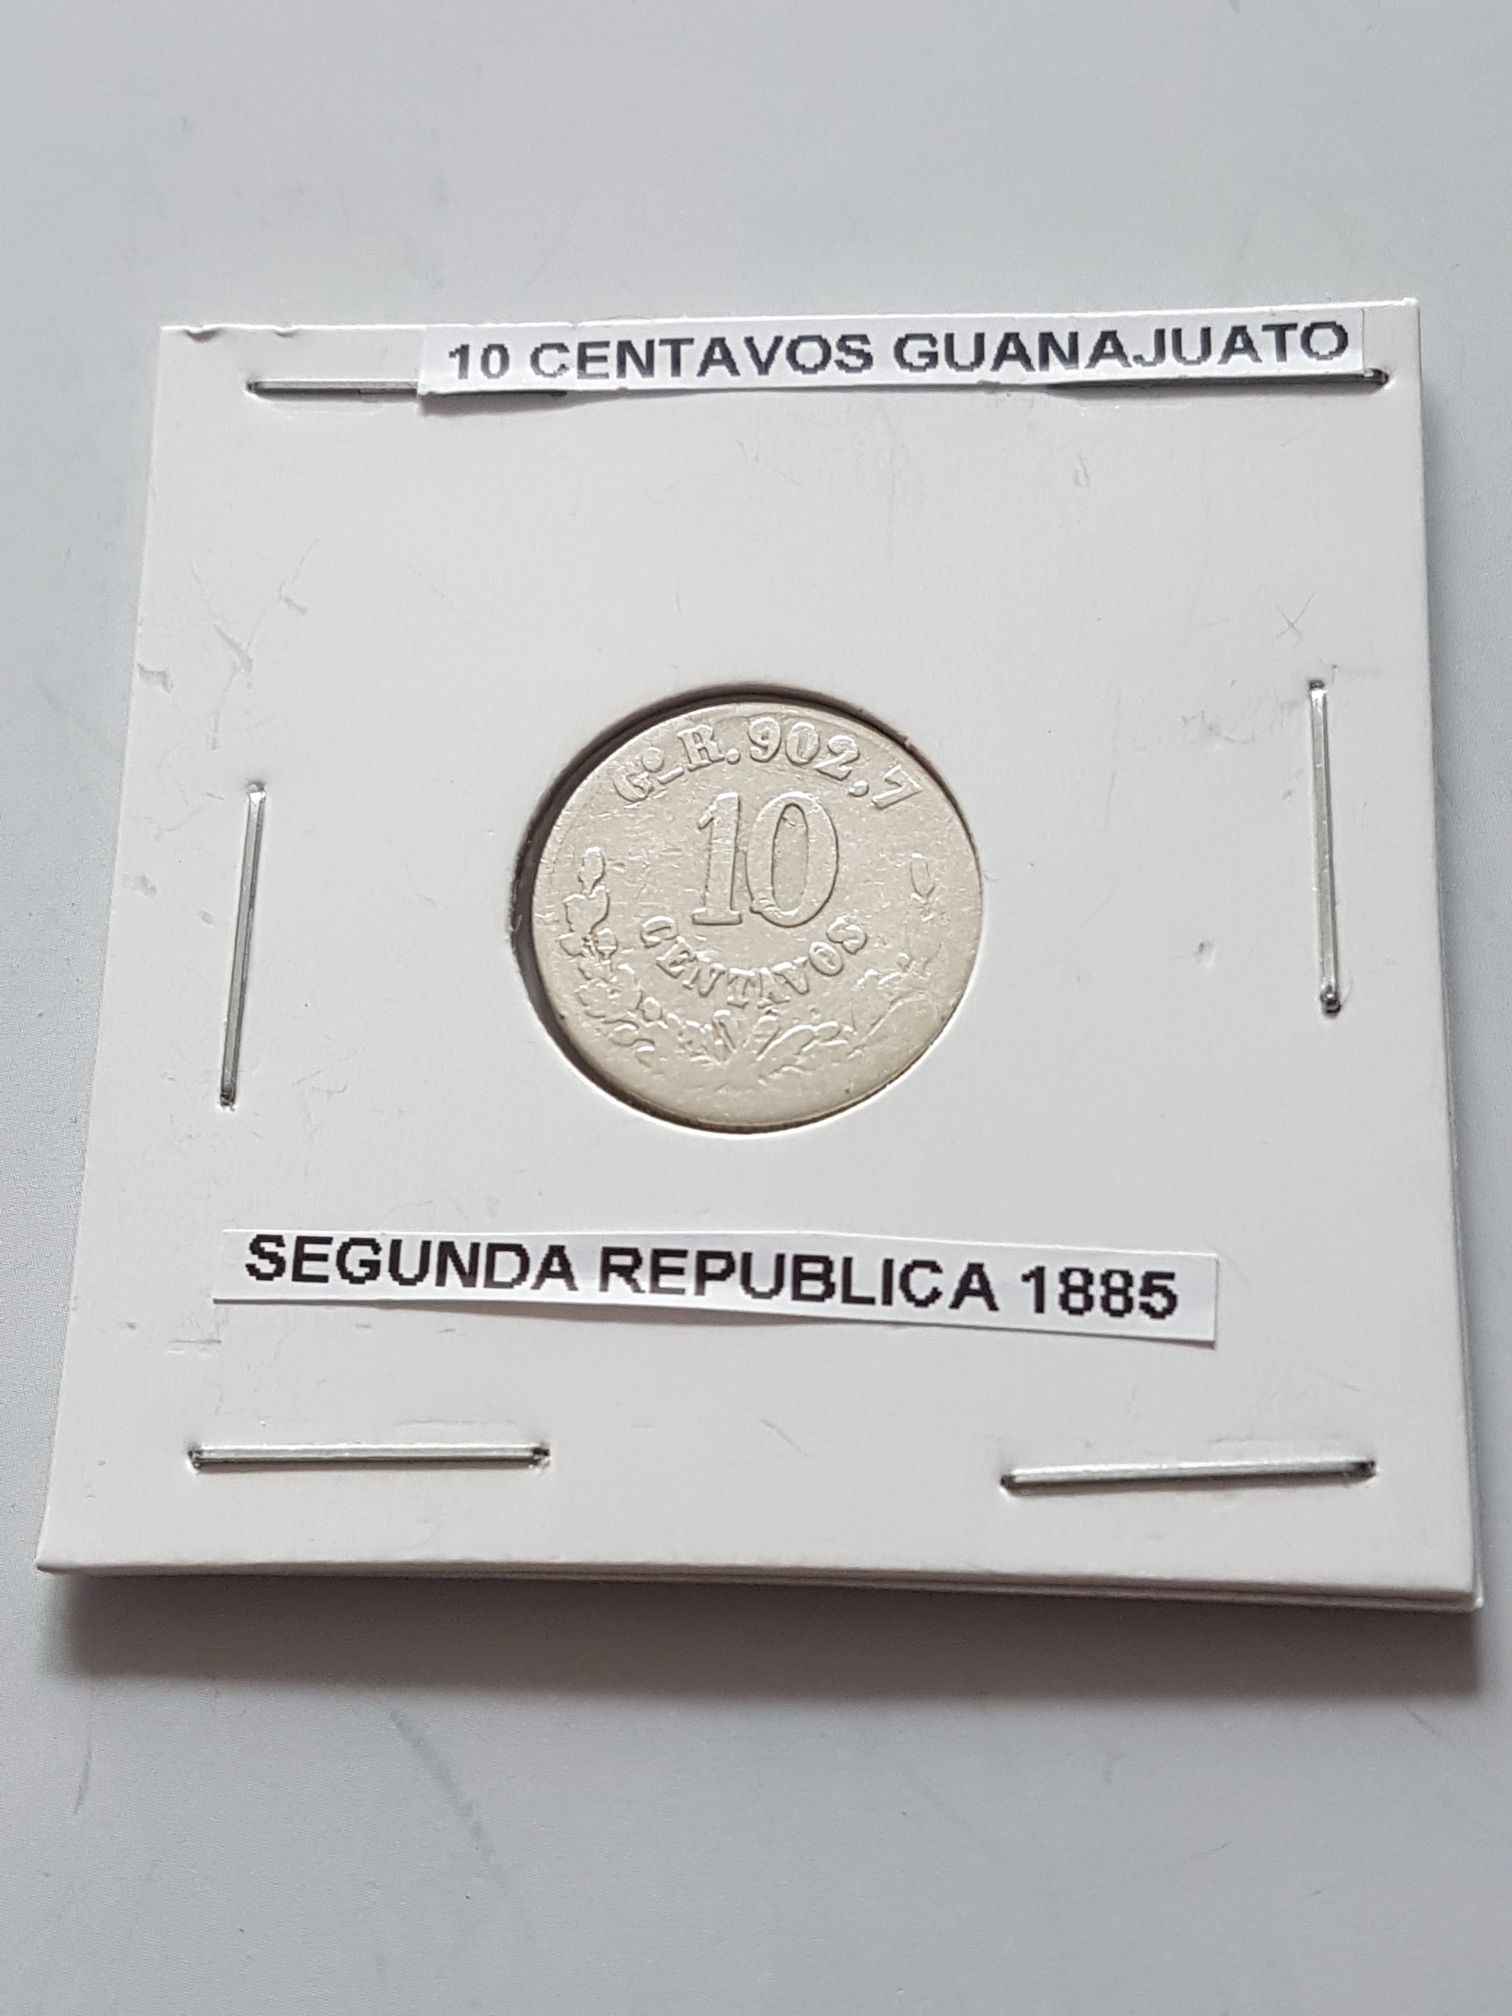 10 CENTAVOS GUANAJUATO
Gº R. 902,7
10
CENTAVOS
SEGUNDA REPUBLICA 1885